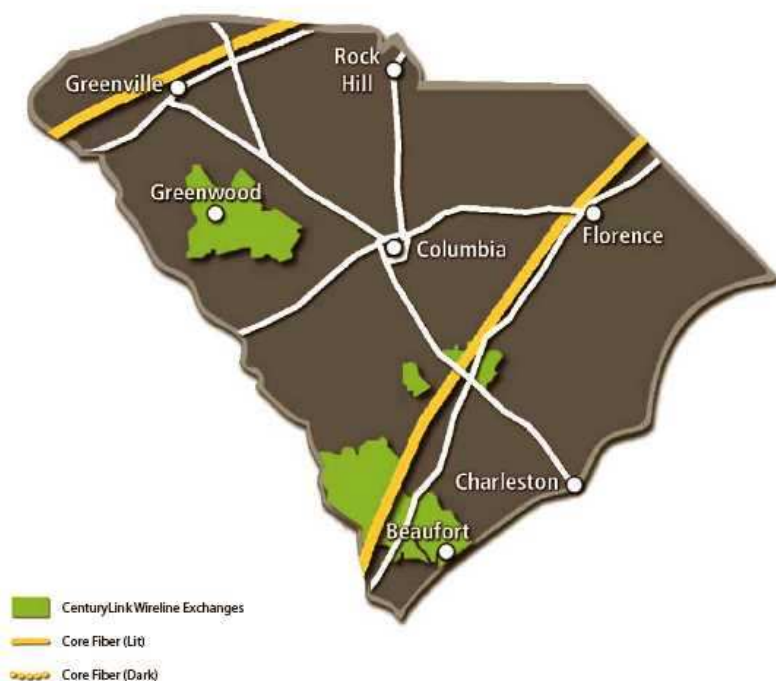 Rock
Hill
Greenville
Greenwood
Columbia
Florence
Charleston
Beaufort
CenturyLink Wireline Exchanges
Core Fiber (Lit)
Core Fiber (Dark)